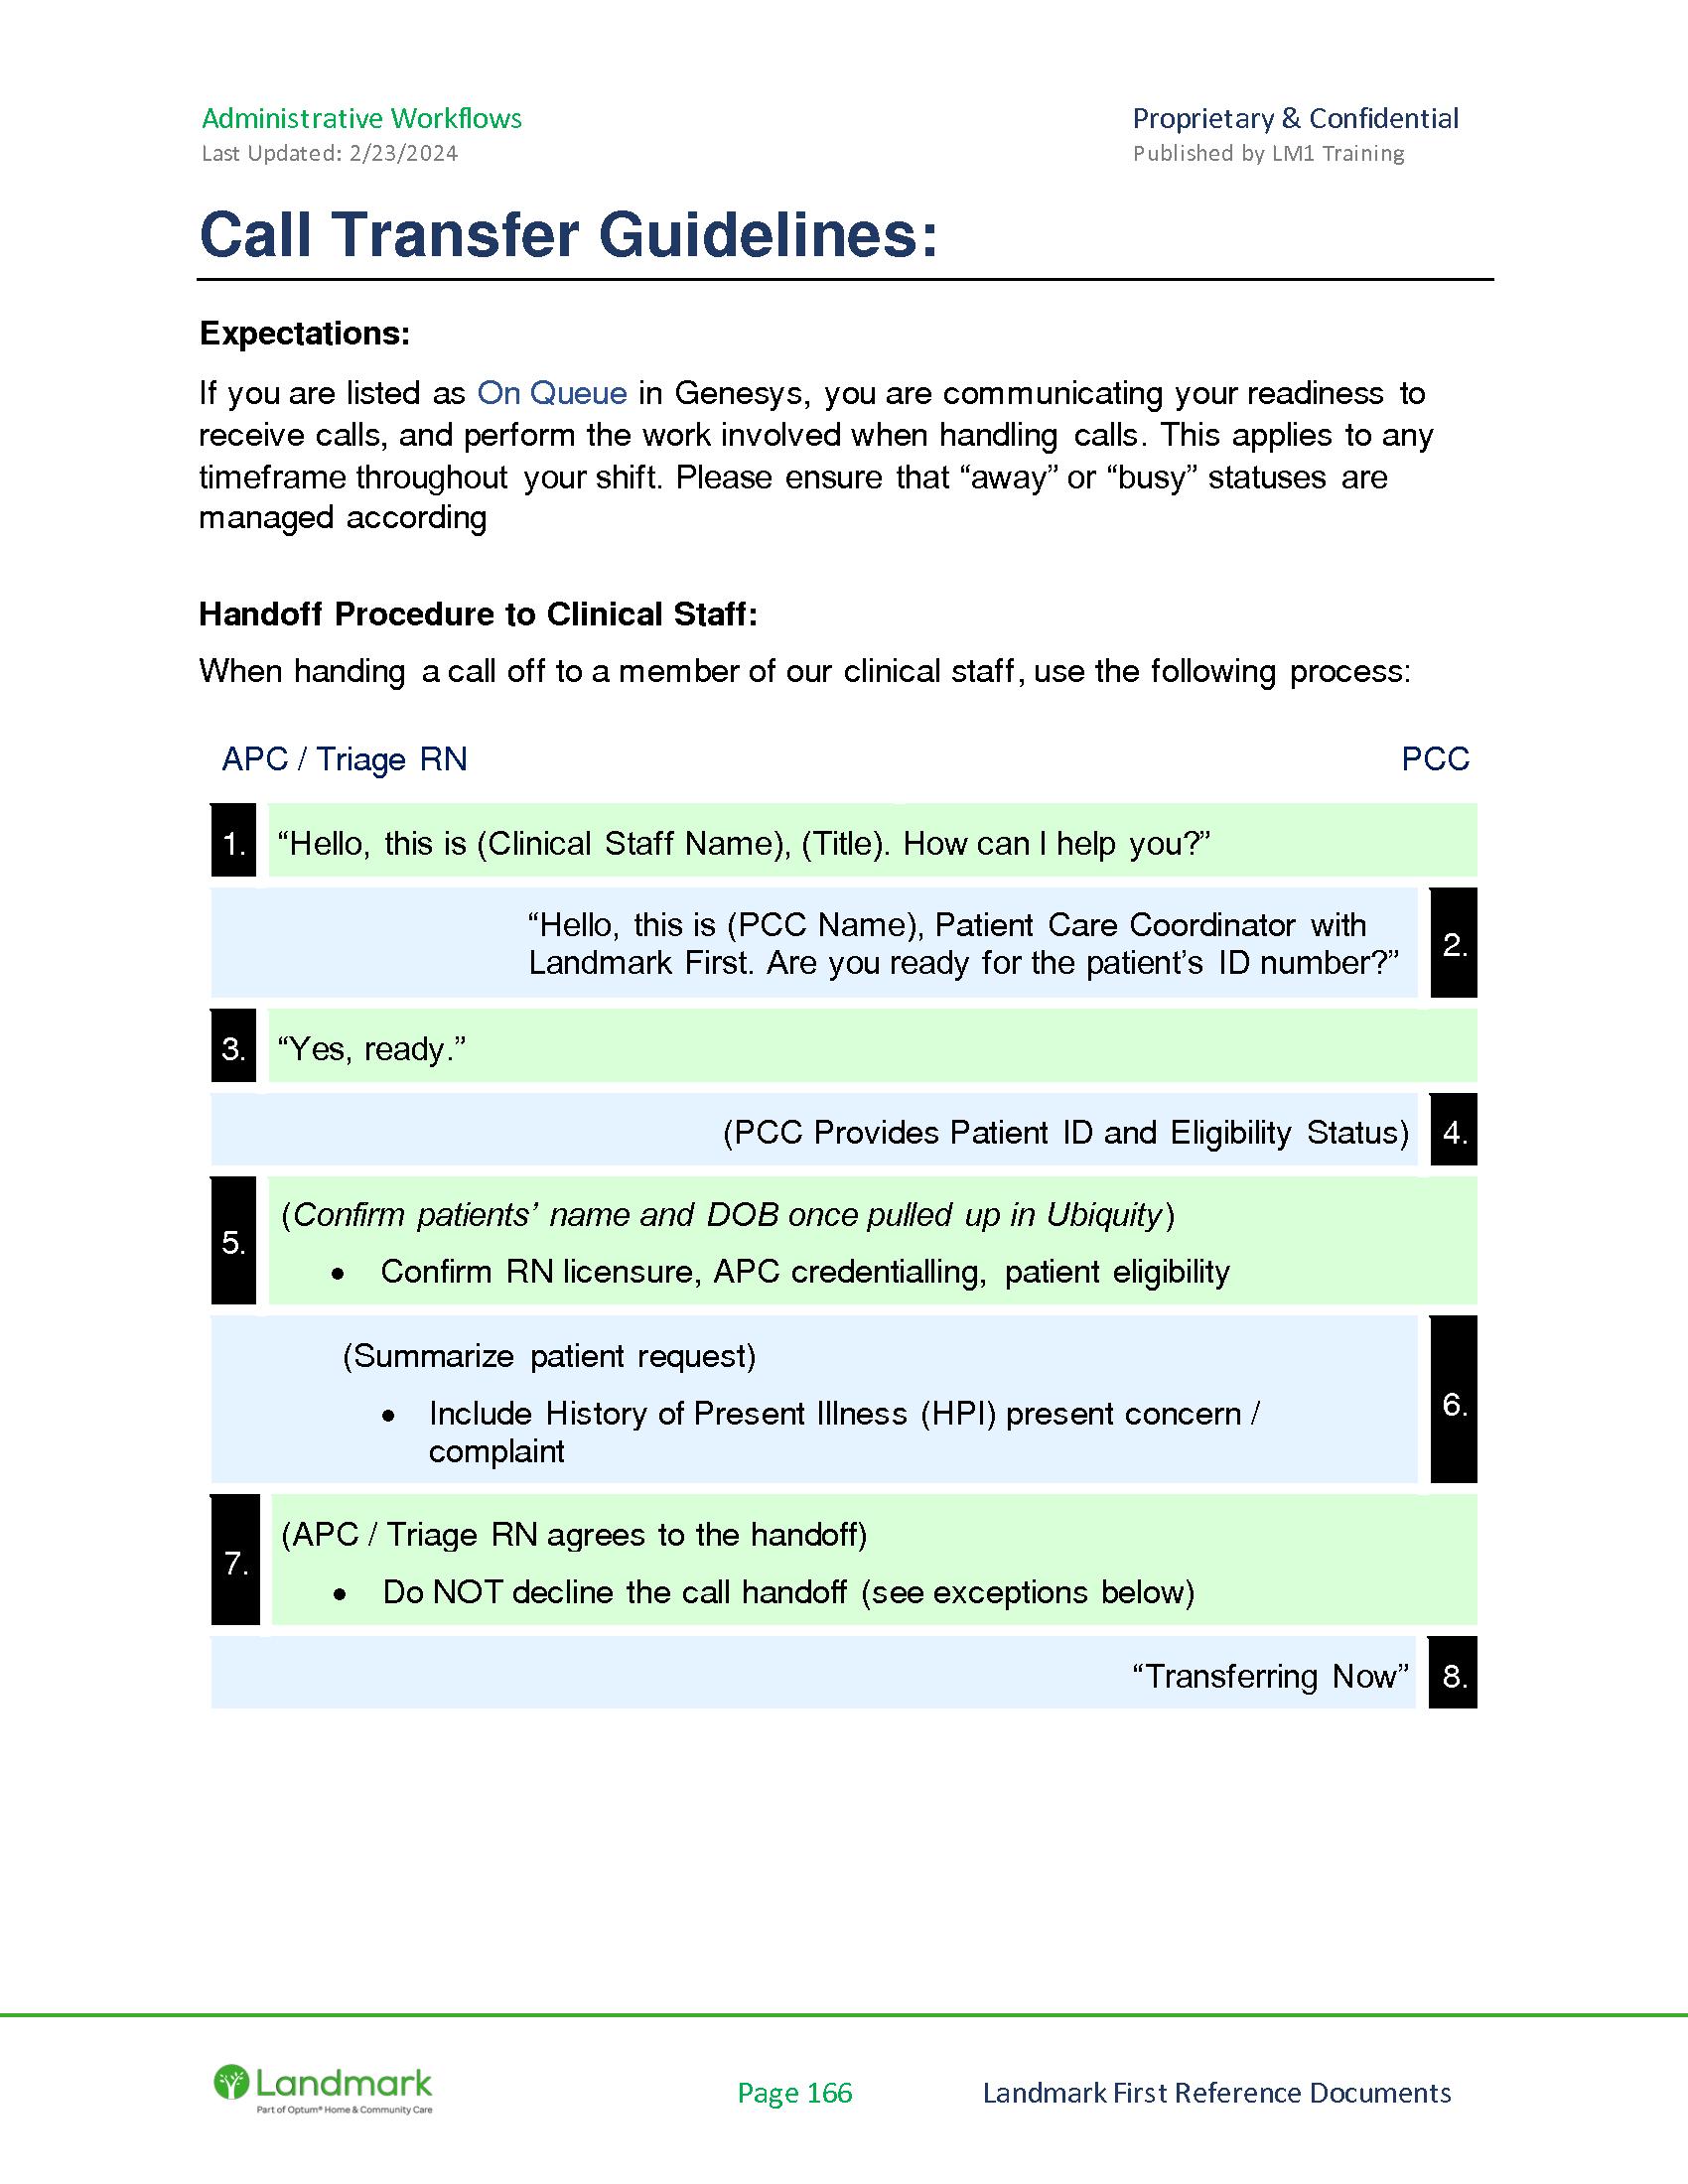 Administrative Workflows
Proprietary & Confidential
Last Updated: 2/23/2024
Published by LM1 Training
Call Transfer Guidelines:
Expectations:
If you are listed as On Queue in Genesys, you are communicating your readiness to
receive calls, and perform the work involved when handling calls. This applies to any
timeframe throughout your shift. Please ensure that “away” or “busy” statuses are
managed according
Handoff Procedure to Clinical Staff:
When handing a call off to a member of our clinical staff, use the following process:
APC / Triage RN
PCC
1. “Hello, this is (Clinical Staff Name), (Title). How can I help you?”
“Hello, this is (PCC Name), Patient Care Coordinator with
Landmark First. Are you ready for the patient’s ID number?”
2.
3. “Yes, ready.”
(PCC Provides Patient ID and Eligibility Status) 4.
5.
(Confirm patients’ name and DOB once pulled up in Ubiquity)
• Confirm RN licensure, APC credentialling, patient eligibility
(Summarize patient request)
• Include History of Present Illness (HPI) present concern /
complaint
6.
7.
(APC / Triage RN agrees to the handoff)
• Do NOT decline the call handoff (see exceptions below)
“Transferring Now” 8.
Landmark
Part of Optum® Home & Community Care
Page 166
Landmark First Reference Documents